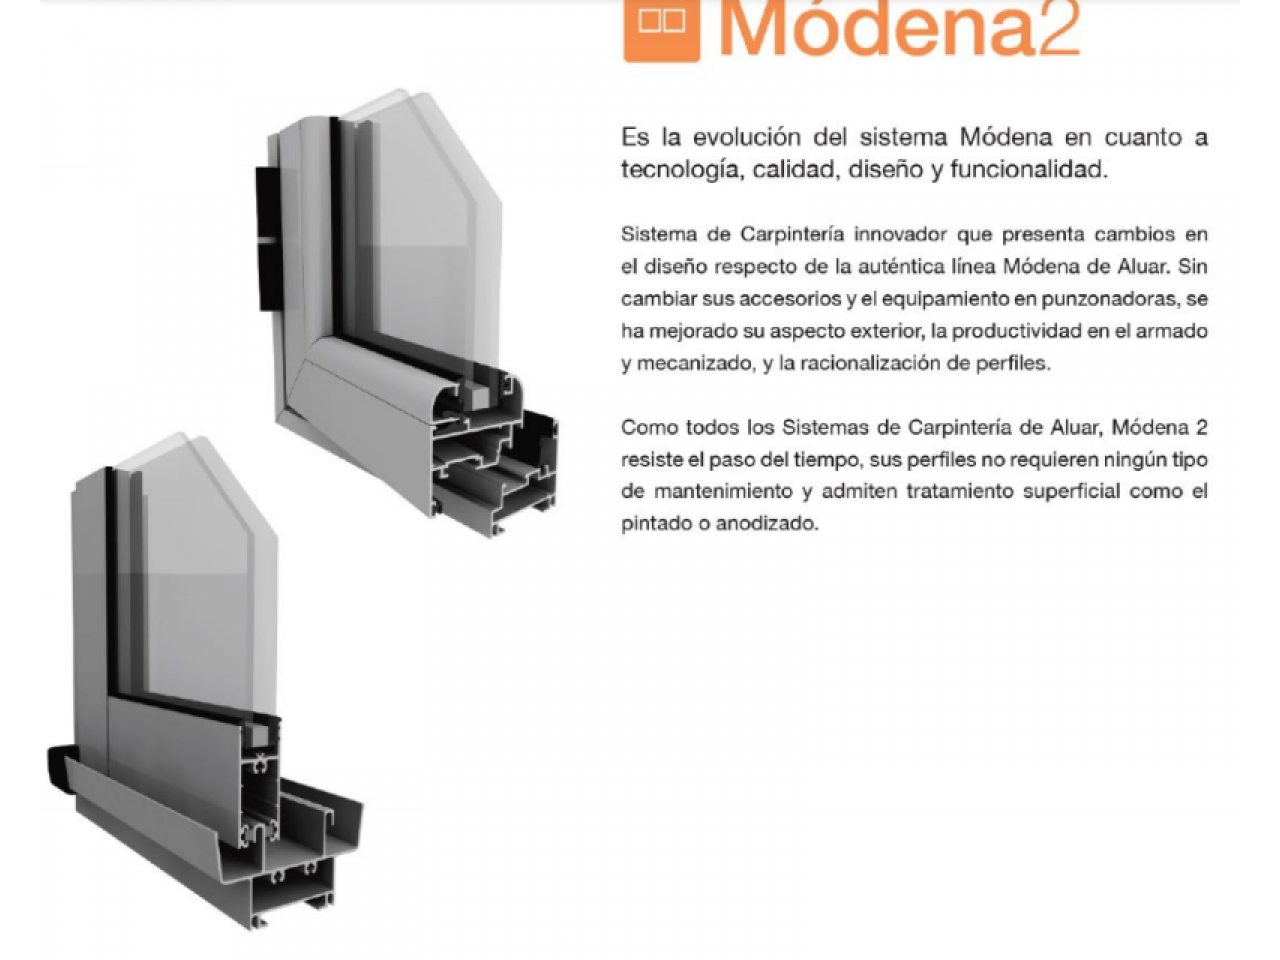 Módena2
Es la evolución del sistema Módena en cuanto a
tecnología, calidad, diseño y funcionalidad.
Sistema de Carpintería innovador que presenta cambios en
el diseño respecto de la auténtica línea Módena de Aluar. Sin
cambiar sus accesorios y el equipamiento en punzonadoras, se
ha mejorado su aspecto exterior, la productividad en el armado
y mecanizado, y la racionalización de perfiles.
Como todos los Sistemas de Carpintería de Aluar, Módena 2
resiste el paso del tiempo, sus perfiles no requieren ningún tipo
de mantenimiento y admiten tratamiento superficial como el
pintado o anodizado.